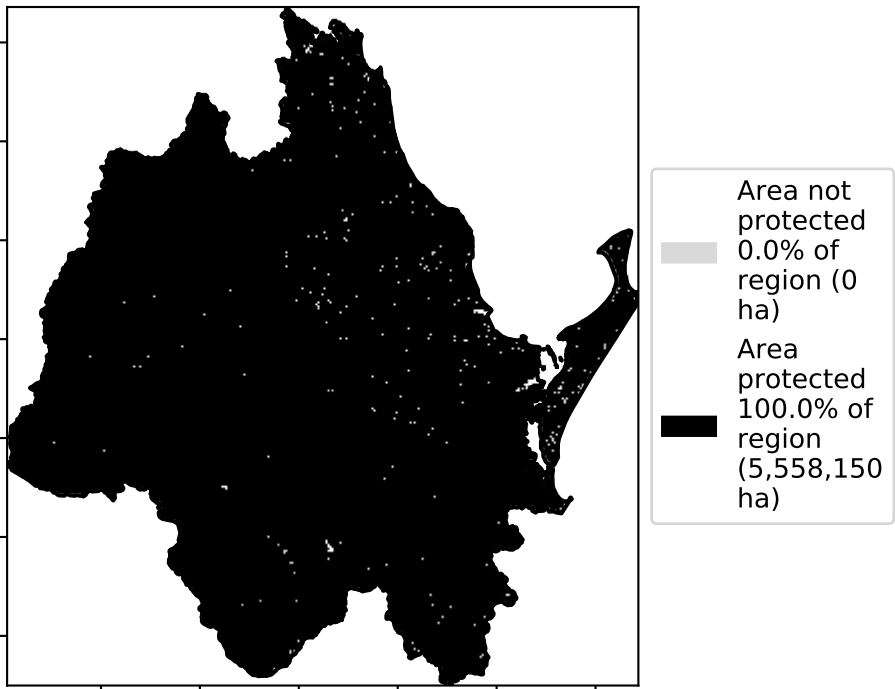 Area not
protected
0.0% of
region (0
ha)
Area
protected
100.0% of
region
(5,558,150
ha)